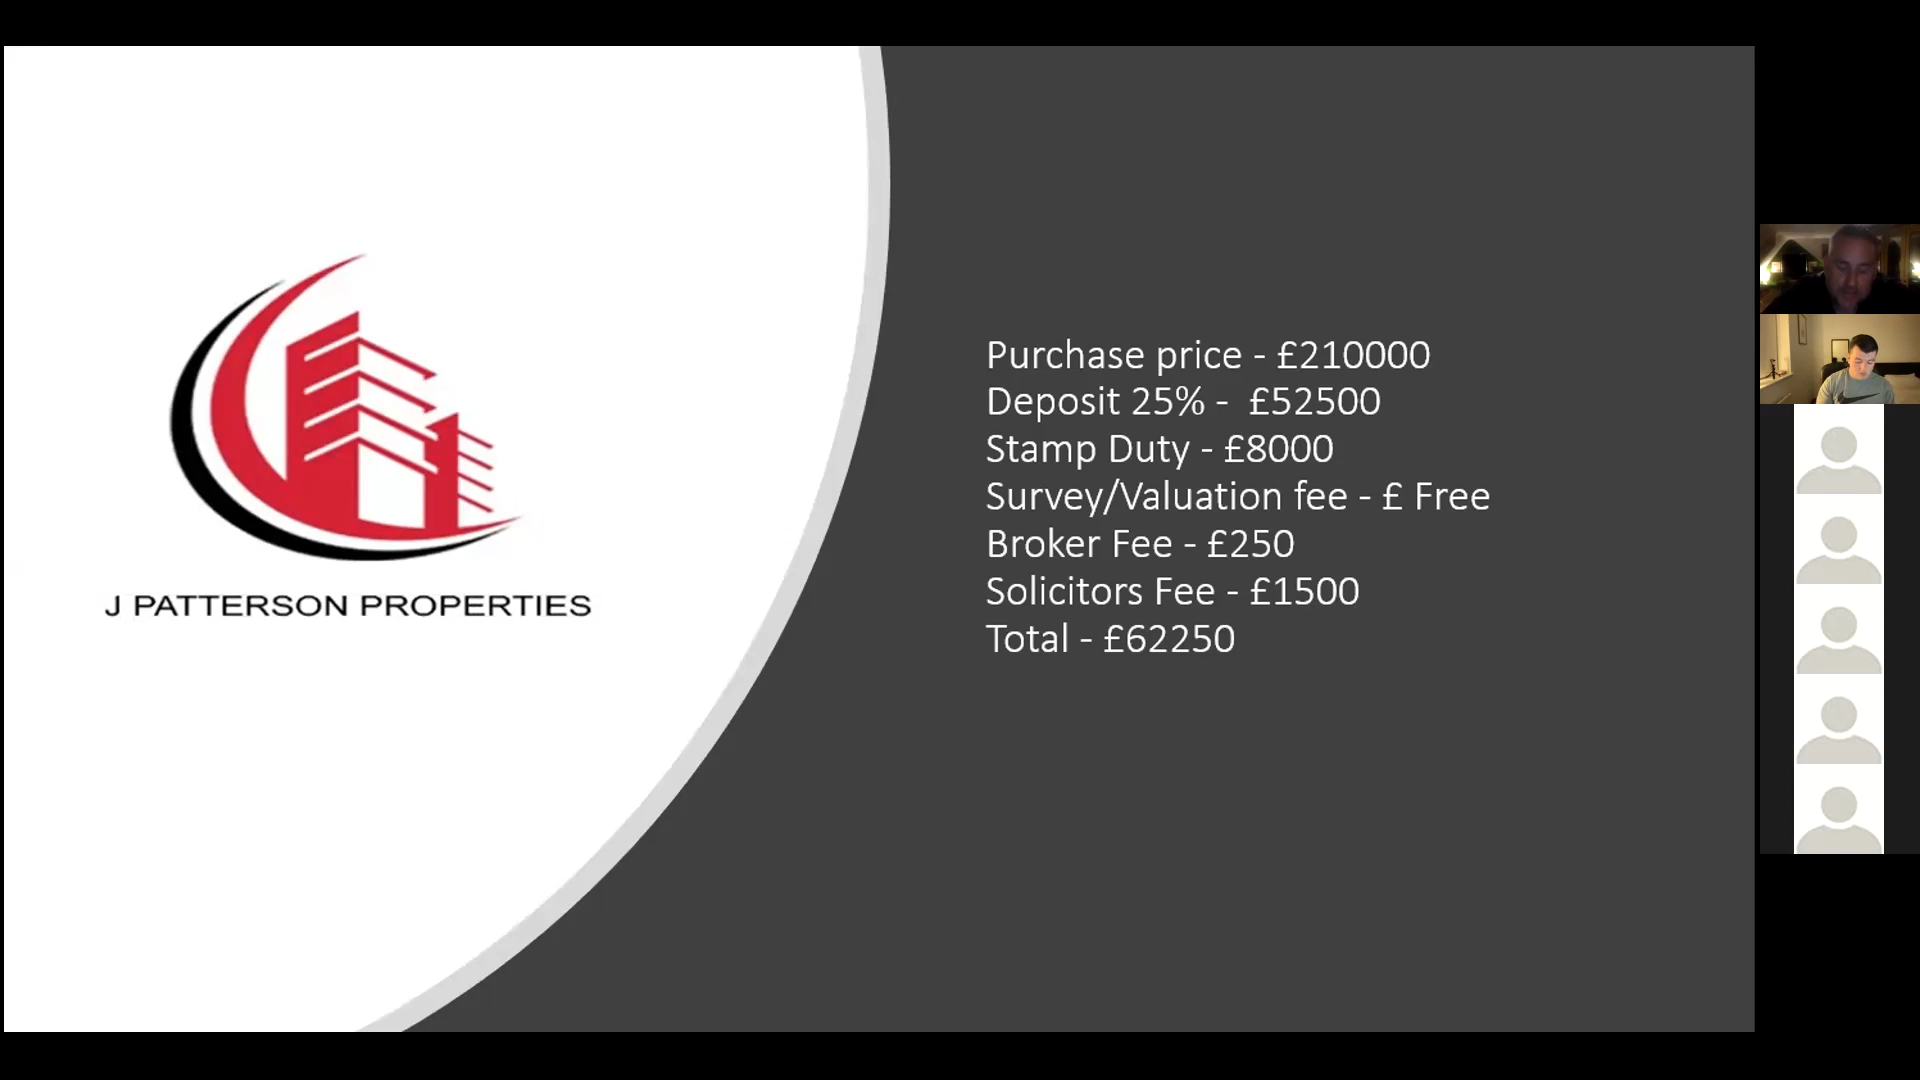 J PATTERSON PROPERTIES
Purchase price - £210000
Deposit 25% -  £52500
Stamp Duty - £8000
Survey/Valuation fee - £ Free
Broker Fee - £250
Solicitors Fee - £1500
Total - £62250